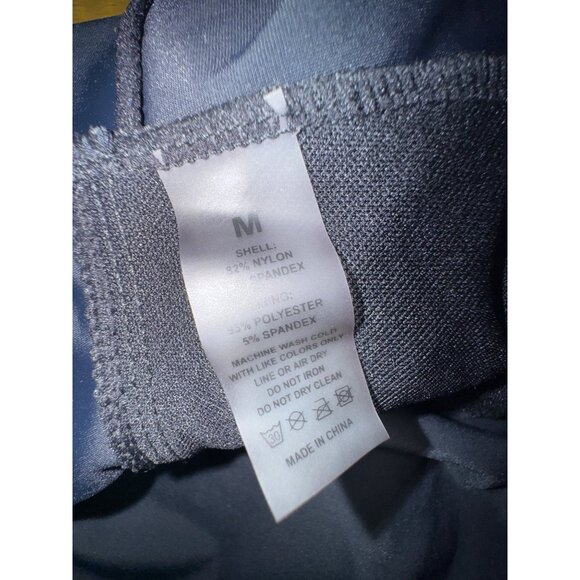 M
SHELL:
82% NYLON
SPANDEX
95% POLYESTER
5% SPANDEX
MACHINE WASH COLD
WITH LIKE COLORS ONLY
LINE OR AIR DRY
DO NOT IRON
DO NOT DRY CLEAN
30
MADE IN CHINA